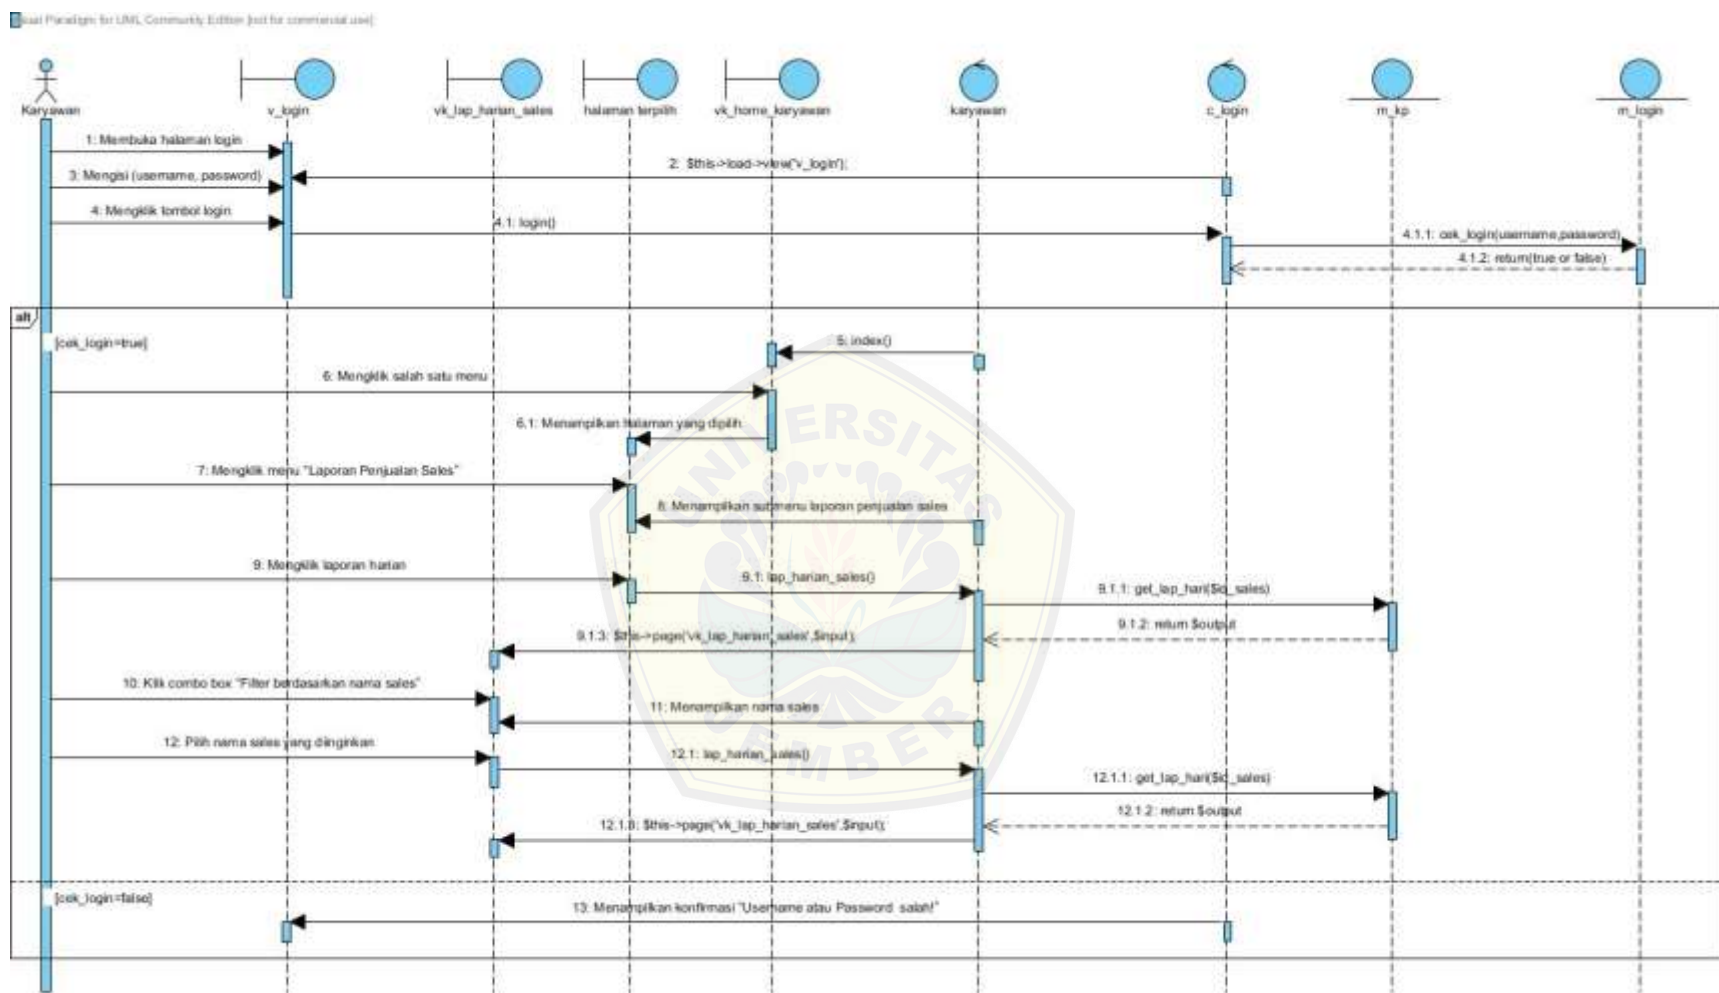 Visual Paradigm for UML Community Edition [not for commercial use]
Karyawan
v_login
vk_lap_harian_sales
halaman terpilih
vk_home_karyawan
karyawan
c_login
m_kp
m_login
1: Membuka halaman login
2: $this->load->view('v_login');
3: Mengisi (username, password)
4: Mengklik tombol login
4.1: login()
4.1.1: cek_login(username,password)
4.1.2: return(true or false)
alt
[cek_login=true]
5: index()
6: Mengklik salah satu menu
6.1: Menampilkan halaman yang dipilih
7: Mengklik menu "Laporan Penjualan Sales"
8: Menampilkan submenu laporan penjualan sales
9: Mengklik laporan harian
9.1: lap_harian_sales()
9.1.1: get_lap_hari($id_sales)
9.1.2: return $output
9.1.3: $this->page('vk_lap_harian_sales',$input);
10: Klik combo box "Filter berdasarkan nama sales"
11: Menampilkan nama sales
12: Pilih nama sales yang diinginkan
12.1: lap_harian_sales()
12.1.1: get_lap_hari($id_sales)
12.1.2: return $output
12.1.3: $this->page('vk_lap_harian_sales',$input);
[cek_login=false]
13: Menampilkan konfirmasi "Username atau Password salah!"
UNIVERSITAS
JEMBER